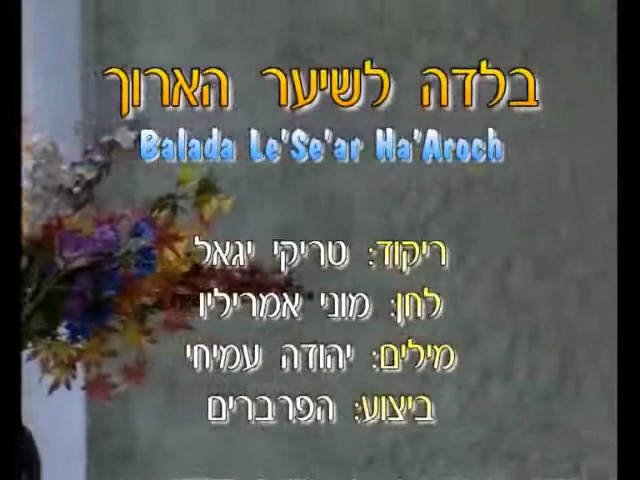 בלדה לשיער הארוך
Balada Le'Se'ar Ha'Aroch
ריקוד: טריקי יגאל
לחן: מוני אמריליו
מילים: יהודה עמיחי
ביצוע: הפרברים